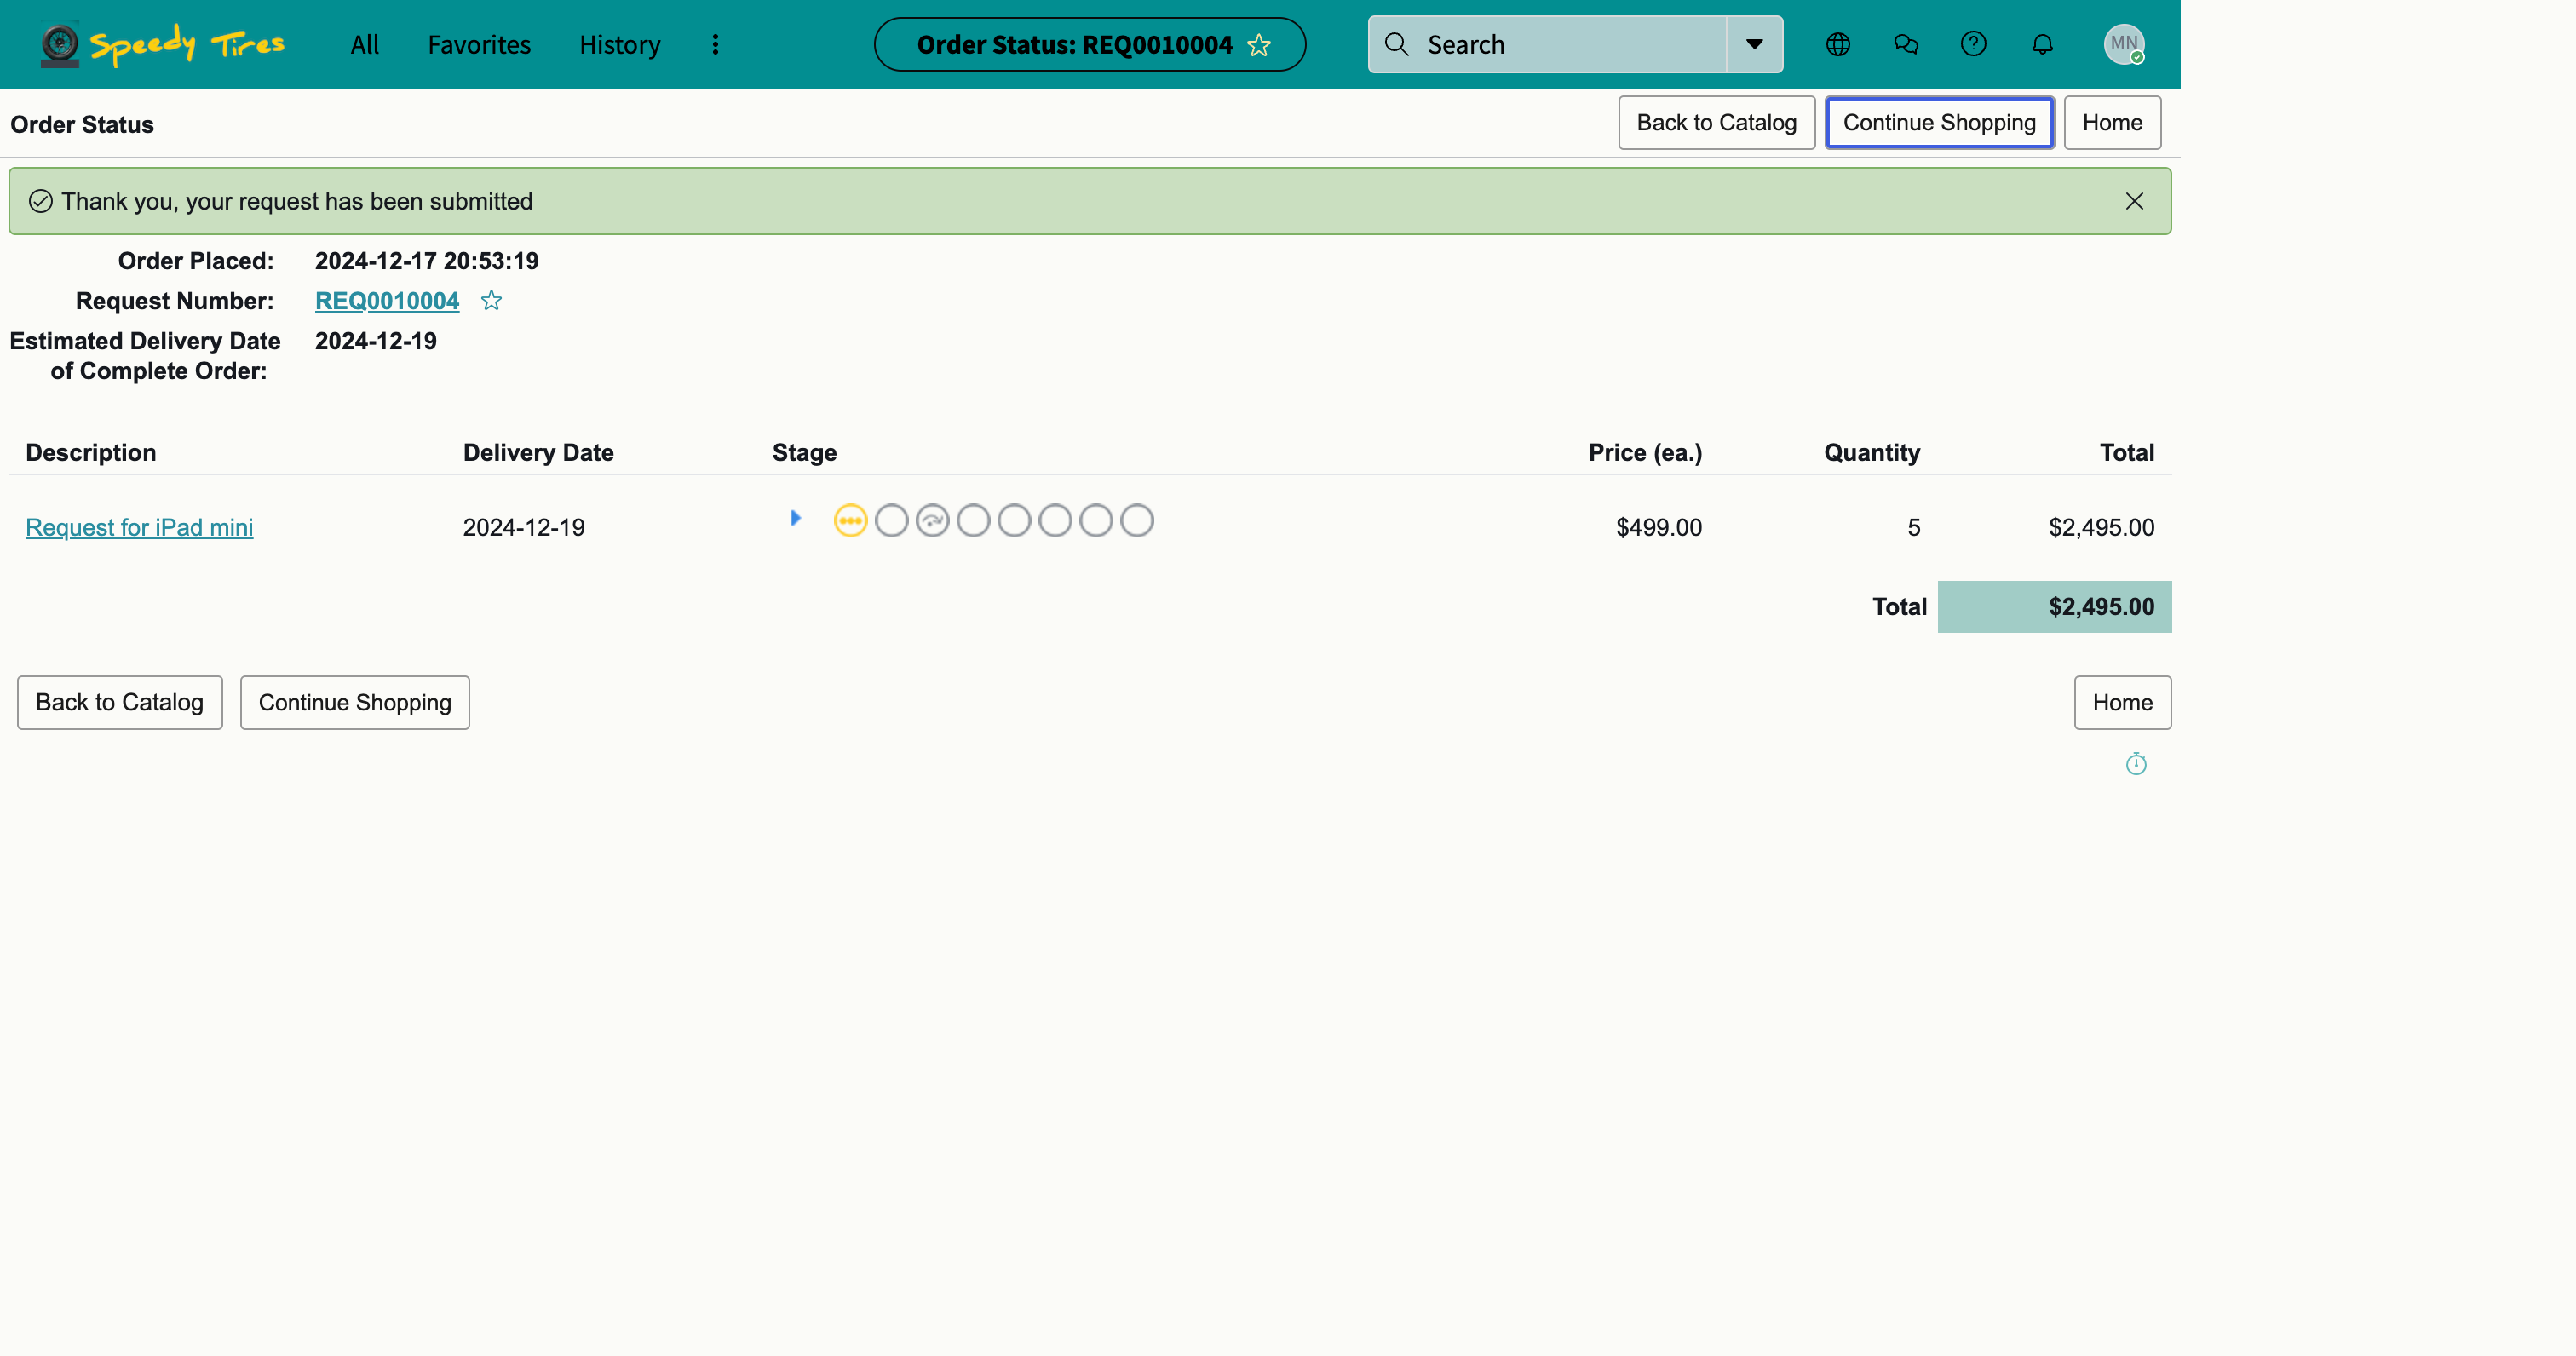 Speedy Tires
All
Favorites
History
Order Status: REQ0010004
Search
MN
Order Status
Back to Catalog
Continue Shopping
Home
Thank you, your request has been submitted
Order Placed: 2024-12-17 20:53:19
Request Number: REQ0010004
Estimated Delivery Date 2024-12-19
of Complete Order:
Description Delivery Date Stage Price (ea.) Quantity Total
Request for iPad mini 2024-12-19 $499.00 5 $2,495.00
Total $2,495.00
Back to Catalog
Continue Shopping
Home